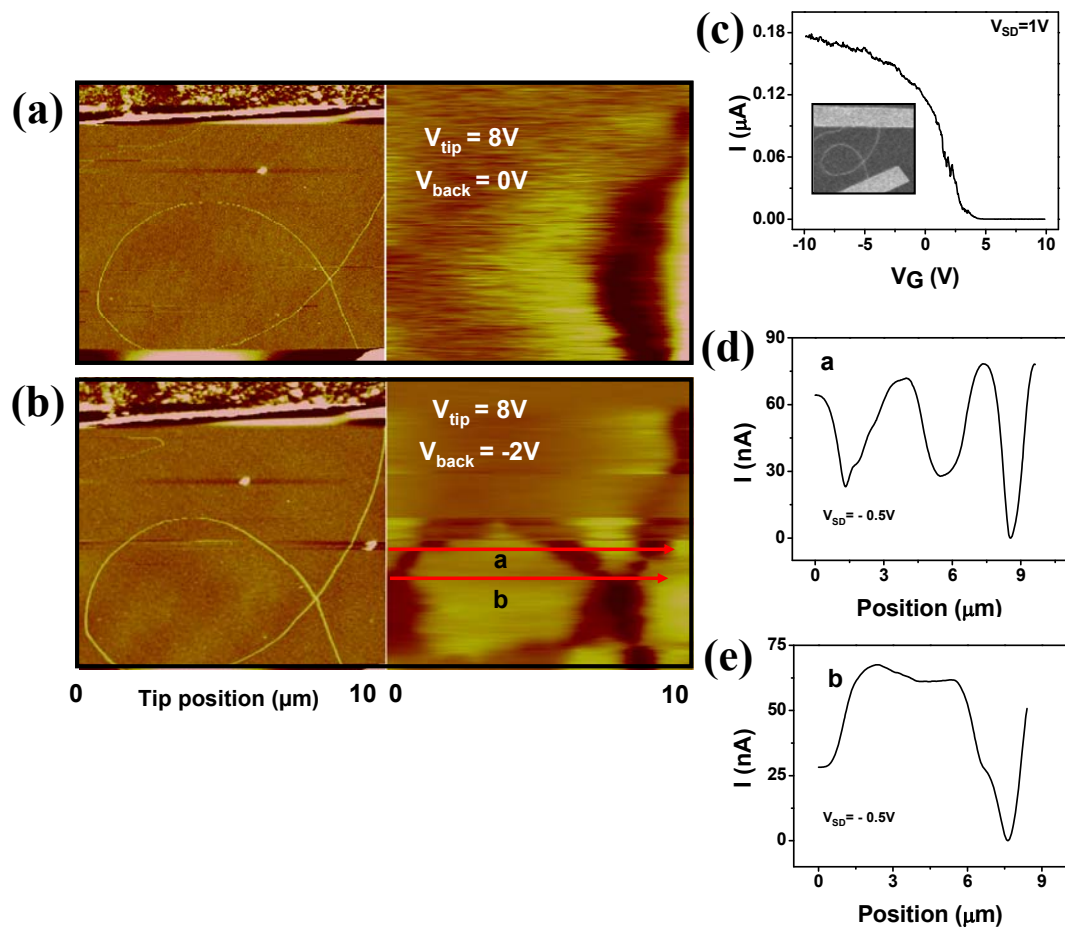 (a)
V_tip = 8V
V_back = 0V
(b)
V_tip = 8V
V_back = -2V
a
b
0 Tip position (µm) 10 0 10
(c)
V_SD=1V
I (µA)
0.18
0.12
0.06
0.00
-10 -5 0 5 10
V_G (V)
(d)
a
I (nA)
90
60
30
0
V_SD= - 0.5V
0 3 6 9
Position (µm)
(e)
b
I (nA)
75
50
25
0
V_SD= - 0.5V
0 3 6 9
Position (µm)